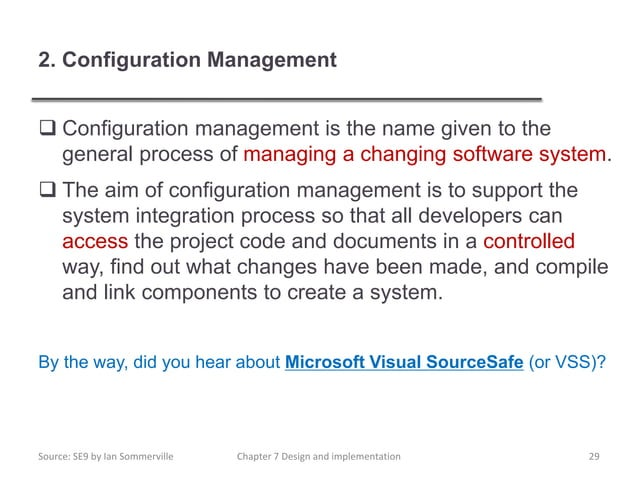 2. Configuration Management
❑ Configuration management is the name given to the
general process of managing a changing software system.
❑ The aim of configuration management is to support the
system integration process so that all developers can
access the project code and documents in a controlled
way, find out what changes have been made, and compile
and link components to create a system.
By the way, did you hear about Microsoft Visual SourceSafe (or VSS)?
Source: SE9 by Ian Sommerville Chapter 7 Design and implementation 29